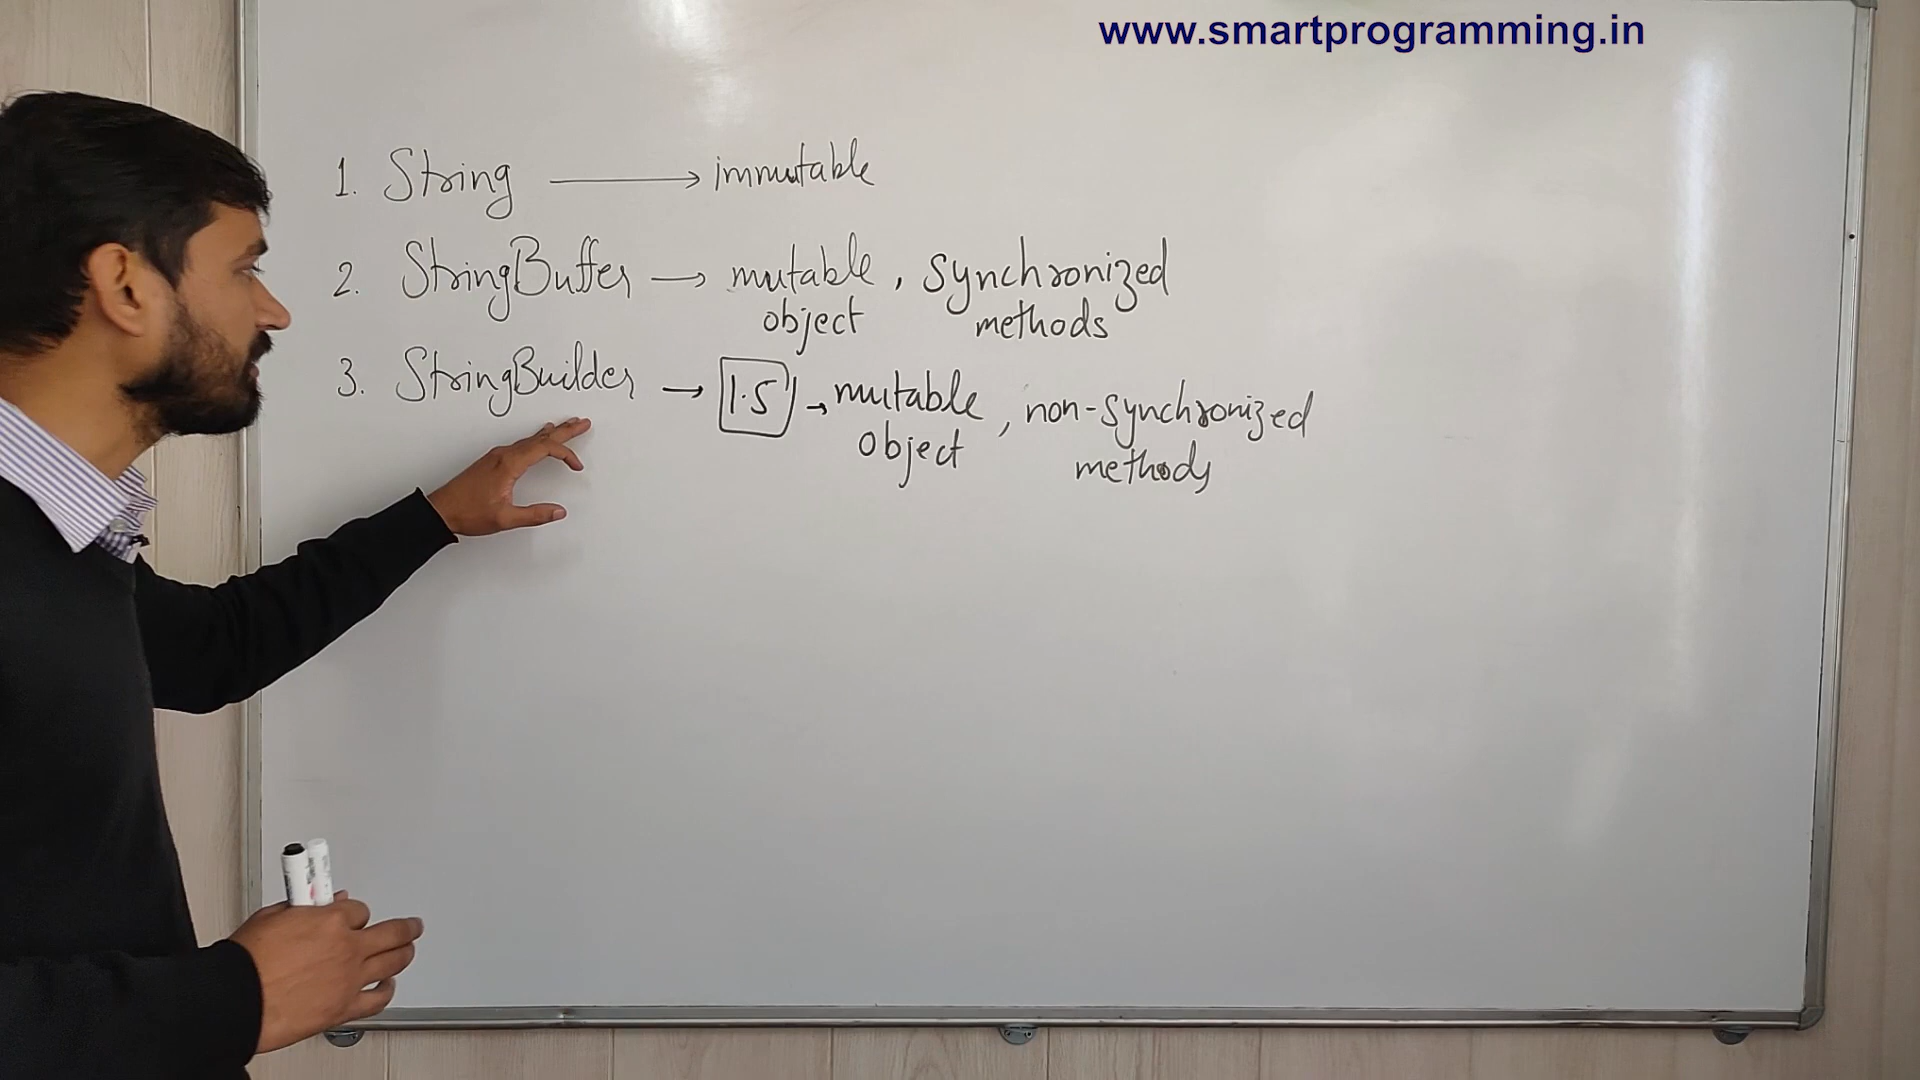 www.smartprogramming.in
1. String → immutable
2. StringBuffer → mutable object, synchronized methods
3. StringBuilder → 1.5 → mutable object, non-synchronized methods